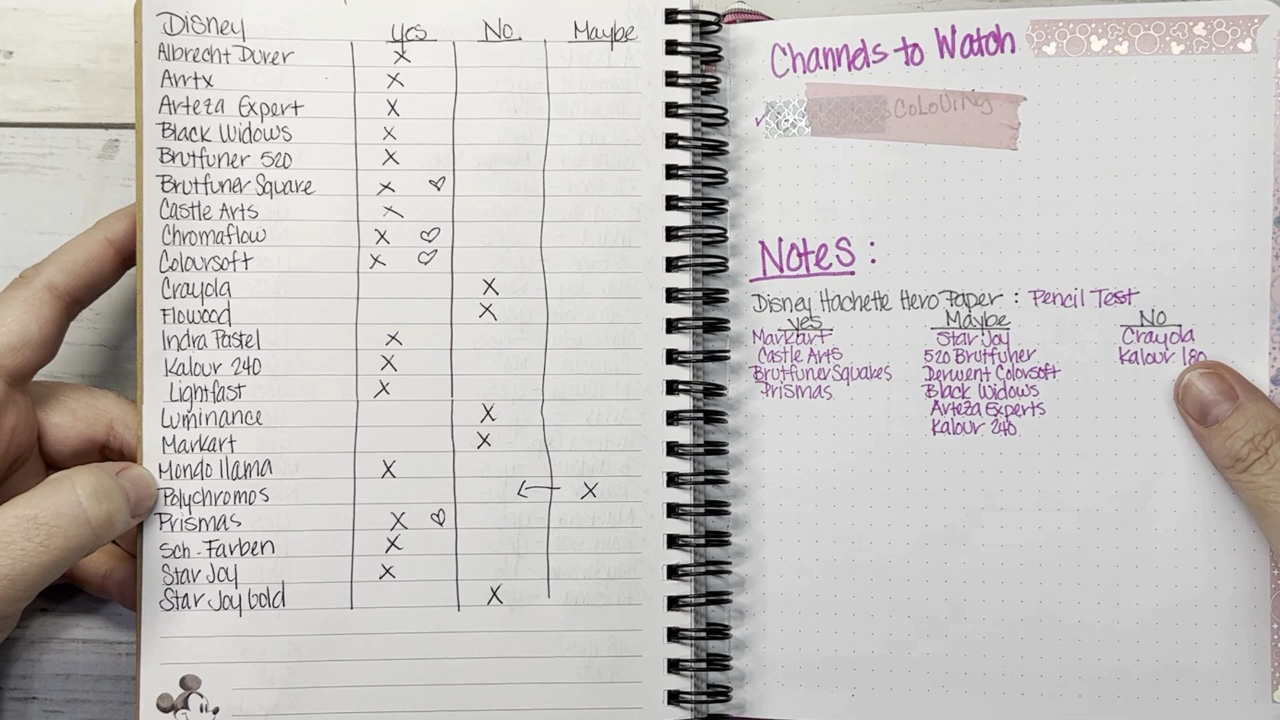 Disney yes No. Maybe
Albrecht Durer X
Arrtx X
Arteza Expert X
Black Widows X
Brutfuner 520 X
Brutfuner Square X ♡
Castle Arts X
Chromaflow X ♡
Coloursoft X ♡
Crayola X
Flowood X
Indra Pastel X
Kalour 240 X
Lightfast X
Luminance X
Markart X
Mondo llama X
Polychromos ← X
Prismas X ♡
Sch-Farben X
Star Joy X
Star Joy bold X
Channels to Watch
✓ Coloving
Notes:
Disney Hachette Hero Paper: Pencil Test
yes Maybe No
Markart Star Joy Crayola
Castle Arts 520 Brutfuner Kalour 180
Brutfuner Squares Derwent Colorsoft
Prismas Black Widows
Arteza Experts
Kalour 240